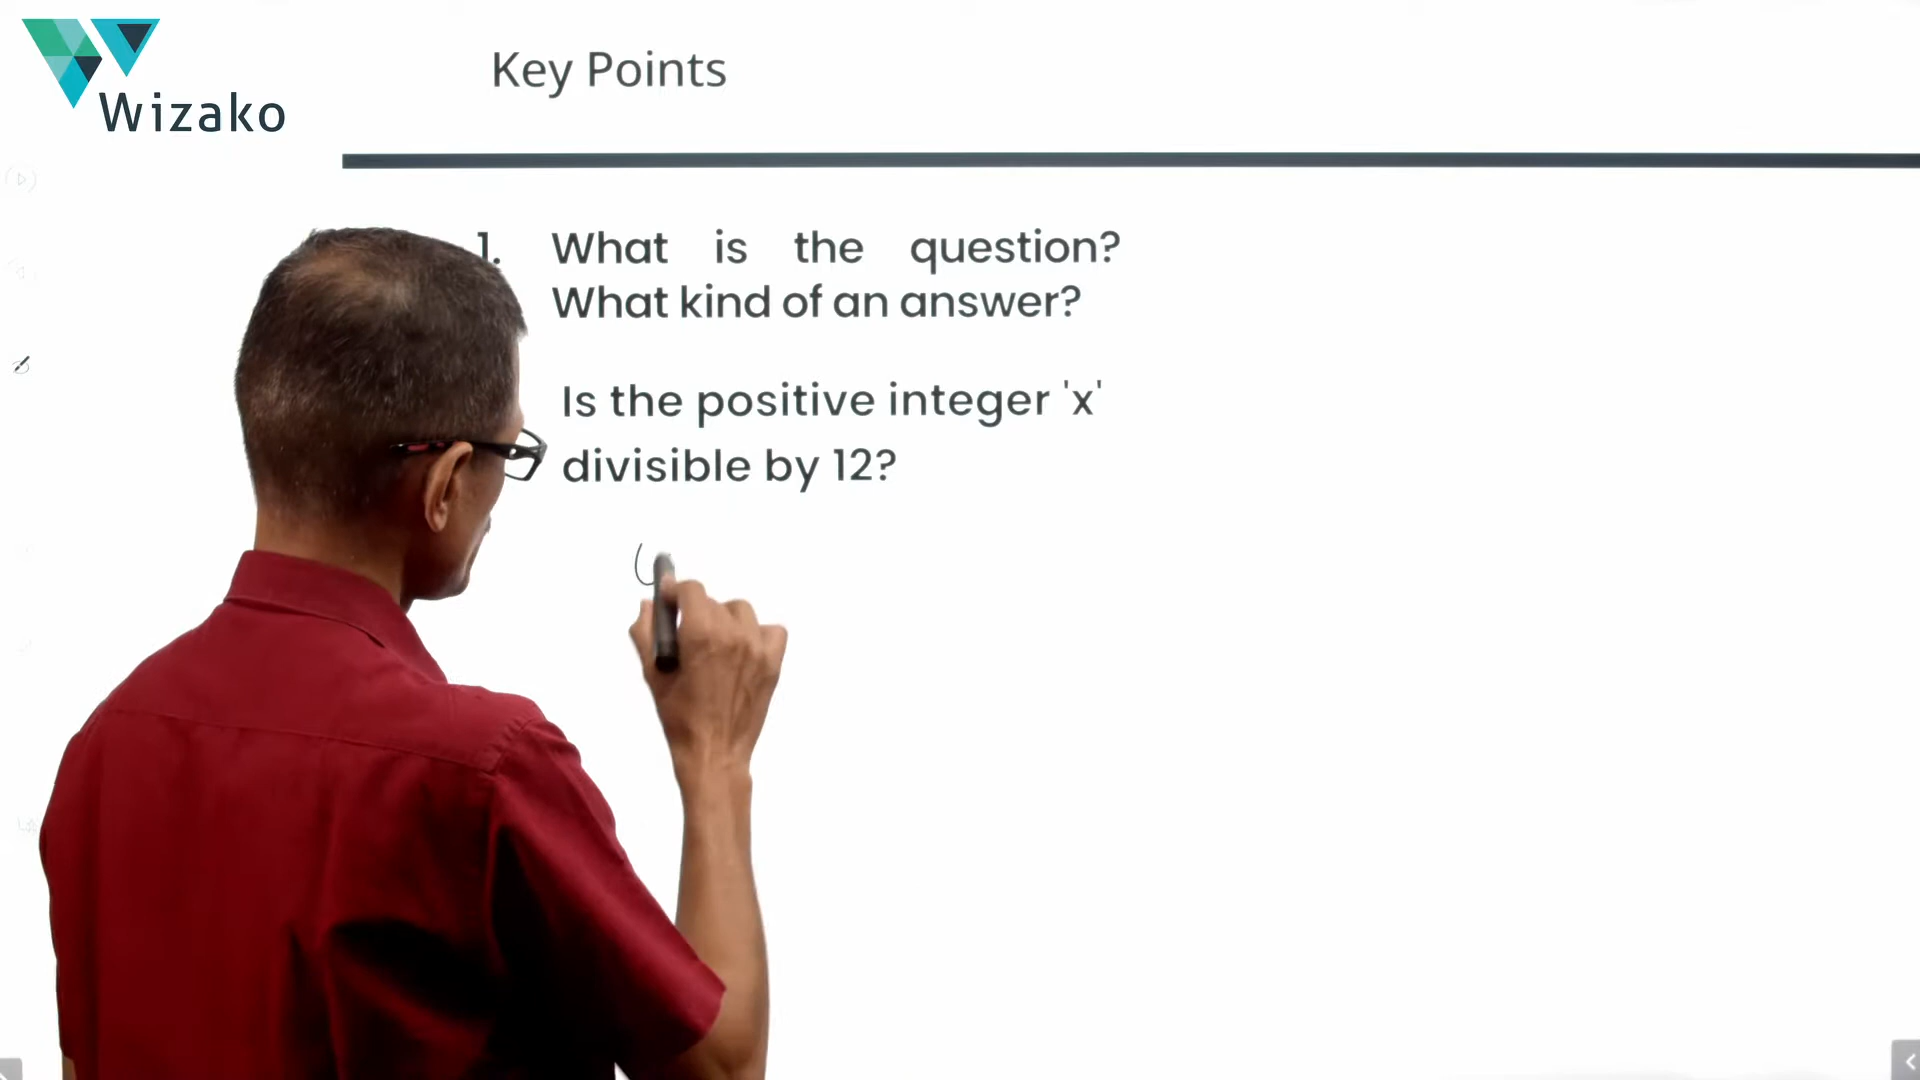 Wizako
Key Points
1. What is the question?
What kind of an answer?
Is the positive integer 'x'
divisible by 12?